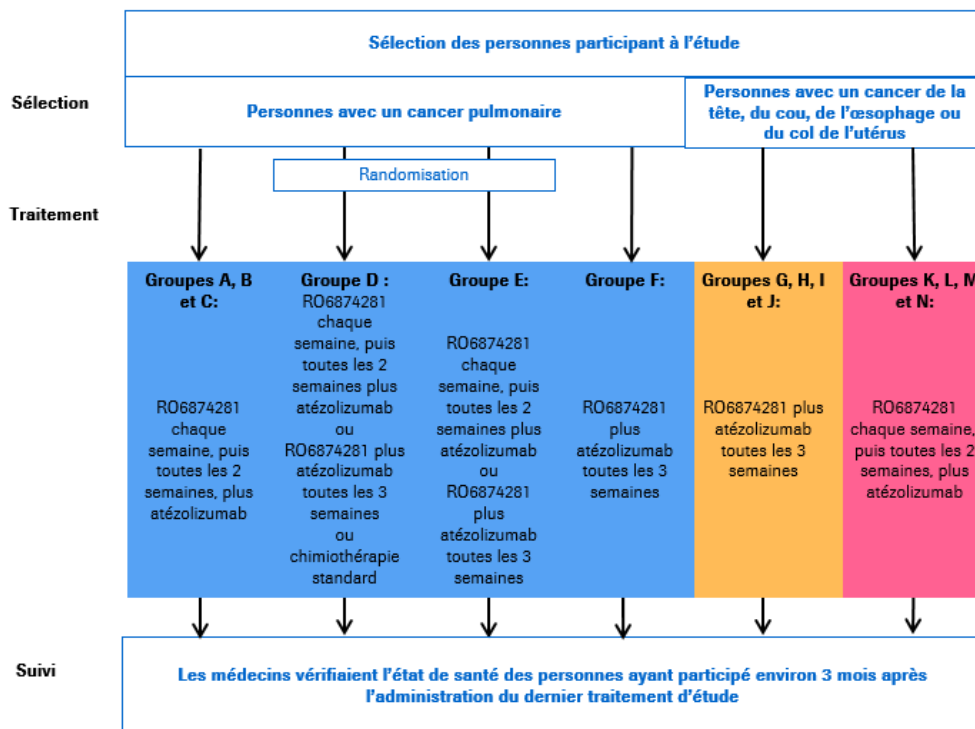 Sélection des personnes participant à l'étude
Sélection
Personnes avec un cancer pulmonaire
Personnes avec un cancer de la
tête, du cou, de l'œsophage ou
du col de l'utérus
Randomisation
Traitement
Groupes A, B
et C:
RO6874281
chaque
semaine, puis
toutes les 2
semaines, plus
atézolizumab
Groupe D :
RO6874281
chaque
semaine, puis
toutes les 2
semaines plus
atézolizumab
ou
RO6874281 plus
atézolizumab
toutes les 3
semaines
ou
chimiothérapie
standard
Groupe E:
RO6874281
chaque
semaine, puis
toutes les 2
semaines plus
atézolizumab
ou
RO6874281
plus
atézolizumab
toutes les 3
semaines
Groupe F:
RO6874281
plus
atézolizumab
toutes les 3
semaines
Groupes G, H, I
et J:
RO6874281 plus
atézolizumab
toutes les 3
semaines
Groupes K, L, M
et N:
RO6874281
chaque semaine,
puis toutes les 2
semaines, plus
atézolizumab
Suivi
Les médecins vérifiaient l'état de santé des personnes ayant participé environ 3 mois après
l'administration du dernier traitement d'étude